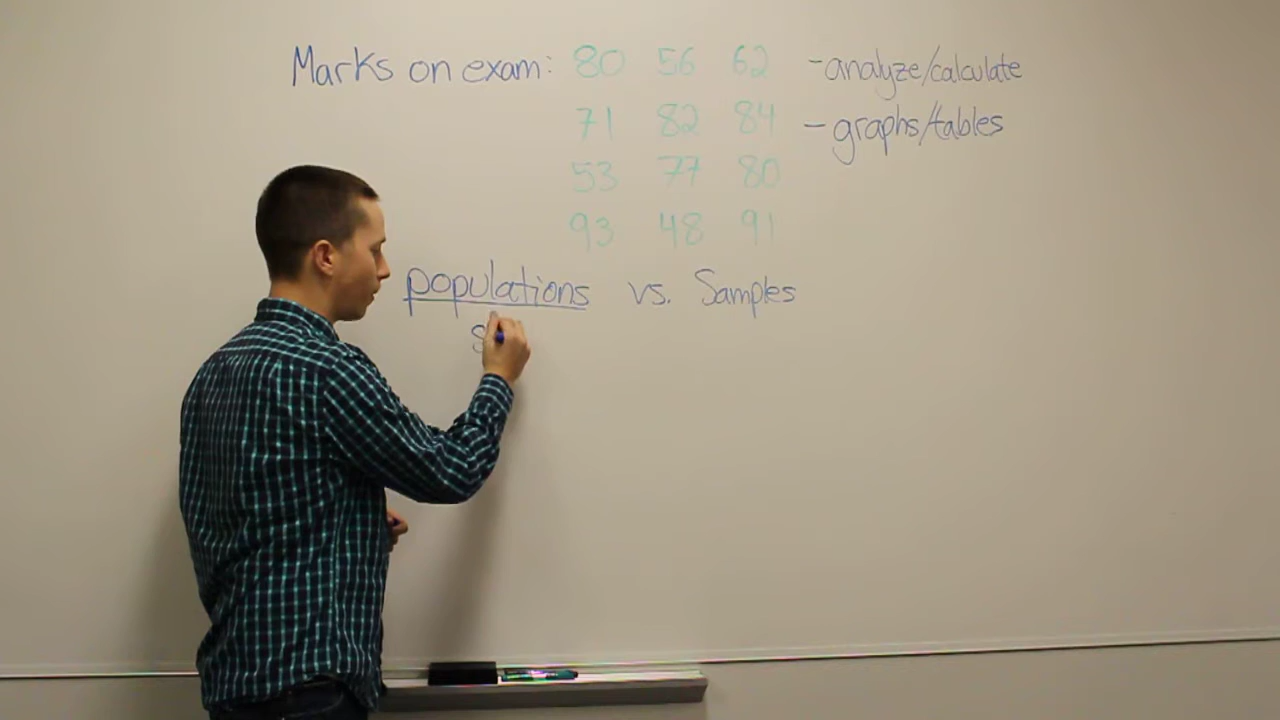 Marks on exam: 80 56 62 -analyze/calculate
71 82 84 - graphs/tables
53 77 80
93 48 91
populations vs. Samples
S